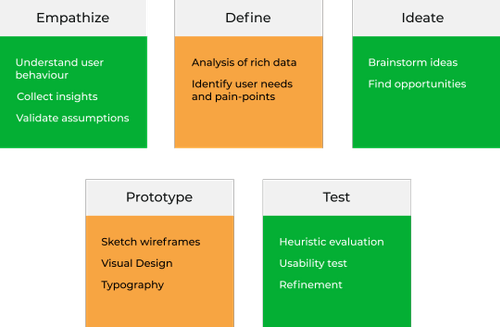 Empathize
Understand user
behaviour
Collect insights
Validate assumptions
Define
Analysis of rich data
Identify user needs
and pain-points
Ideate
Brainstorm ideas
Find opportunities
Prototype
Sketch wireframes
Visual Design
Typography
Test
Heuristic evaluation
Usability test
Refinement